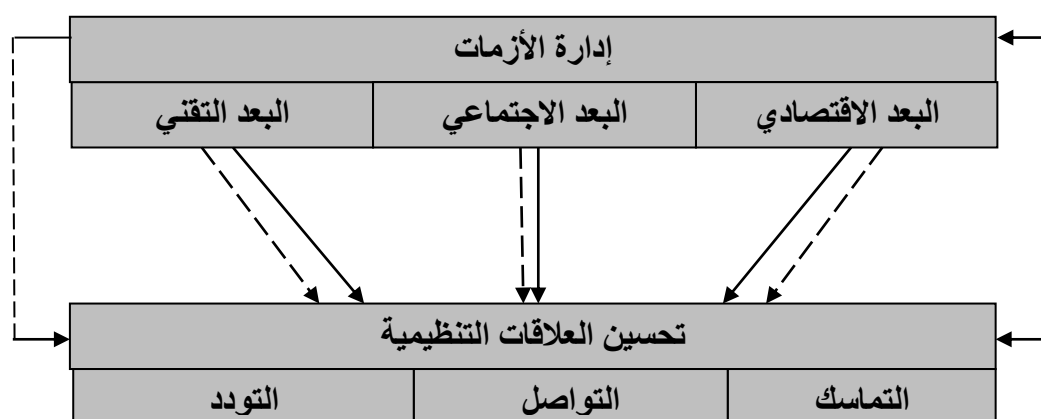 إدارة الأزمات
البعد الاقتصادي
البعد الاجتماعي
البعد التقني
تحسين العلاقات التنظيمية
التماسك
التواصل
التودد